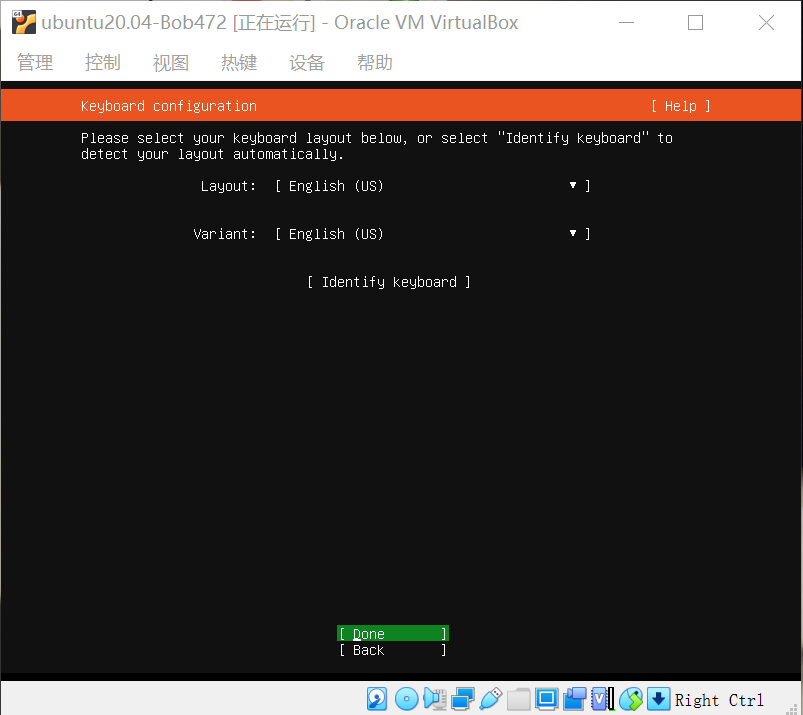 ubuntu20.04-Bob472 [正在运行] - Oracle VM VirtualBox
管理 控制 视图 热键 设备 帮助
Keyboard configuration [ Help ]
Please select your keyboard layout below, or select "Identify keyboard" to
detect your layout automatically.
Layout: [ English (US) ▾ ]
Variant: [ English (US) ▾ ]
[ Identify keyboard ]
[ Done ]
[ Back ]
Right Ctrl